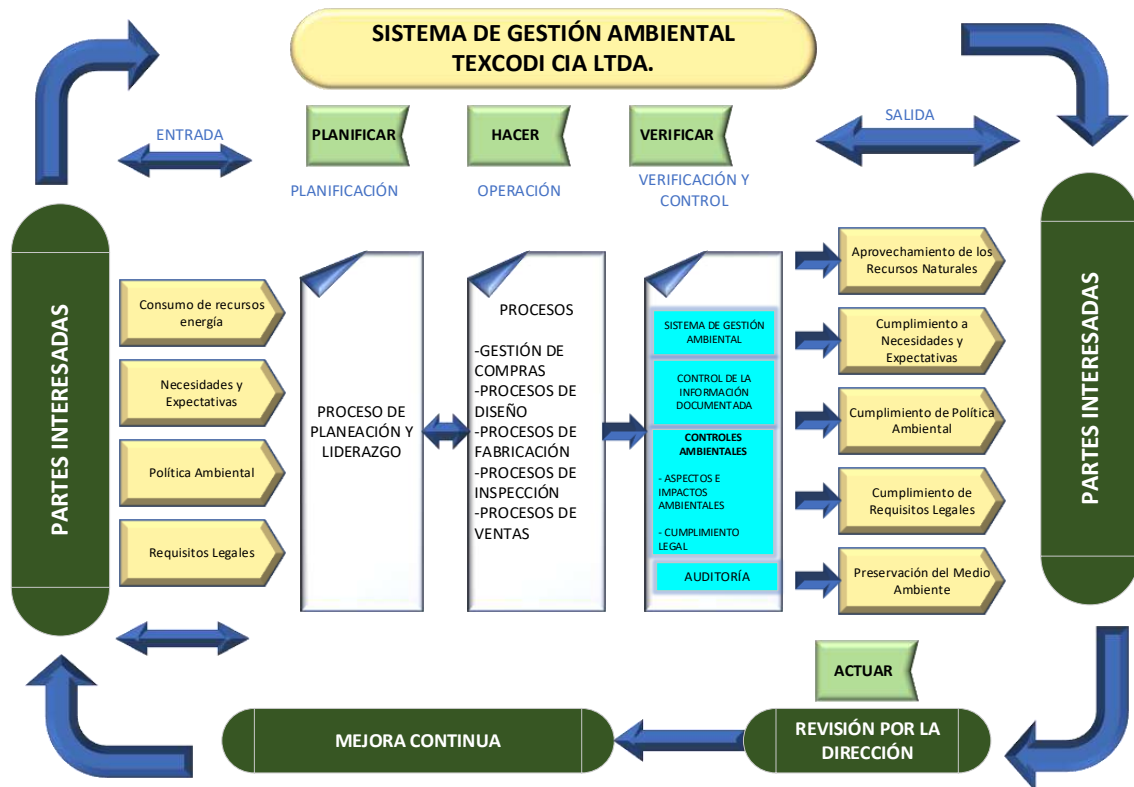 SISTEMA DE GESTIÓN AMBIENTAL
TEXCODI CIA LTDA.
ENTRADA
PLANIFICAR
HACER
VERIFICAR
SALIDA
PLANIFICACIÓN
OPERACIÓN
VERIFICACIÓN Y
CONTROL
PARTES INTERESADAS
Consumo de recursos
energía
Necesidades y
Expectativas
Política Ambiental
Requisitos Legales
PROCESO DE
PLANEACIÓN Y
LIDERAZGO
PROCESOS
-GESTIÓN DE
COMPRAS
-PROCESOS DE
DISEÑO
-PROCESOS DE
FABRICACIÓN
-PROCESOS DE
INSPECCIÓN
-PROCESOS DE
VENTAS
SISTEMA DE GESTIÓN
AMBIENTAL
CONTROL DE LA
INFORMACIÓN
DOCUMENTADA
CONTROLES
AMBIENTALES
- ASPECTOS E
IMPACTOS
AMBIENTALES
- CUMPLIMIENTO
LEGAL
AUDITORÍA
Aprovechamiento de los
Recursos Naturales
Cumplimiento a
Necesidades y
Expectativas
Cumplimiento de Política
Ambiental
Cumplimiento de
Requisitos Legales
Preservación del Medio
Ambiente
PARTES INTERESADAS
ACTUAR
MEJORA CONTINUA
REVISIÓN POR LA
DIRECCIÓN